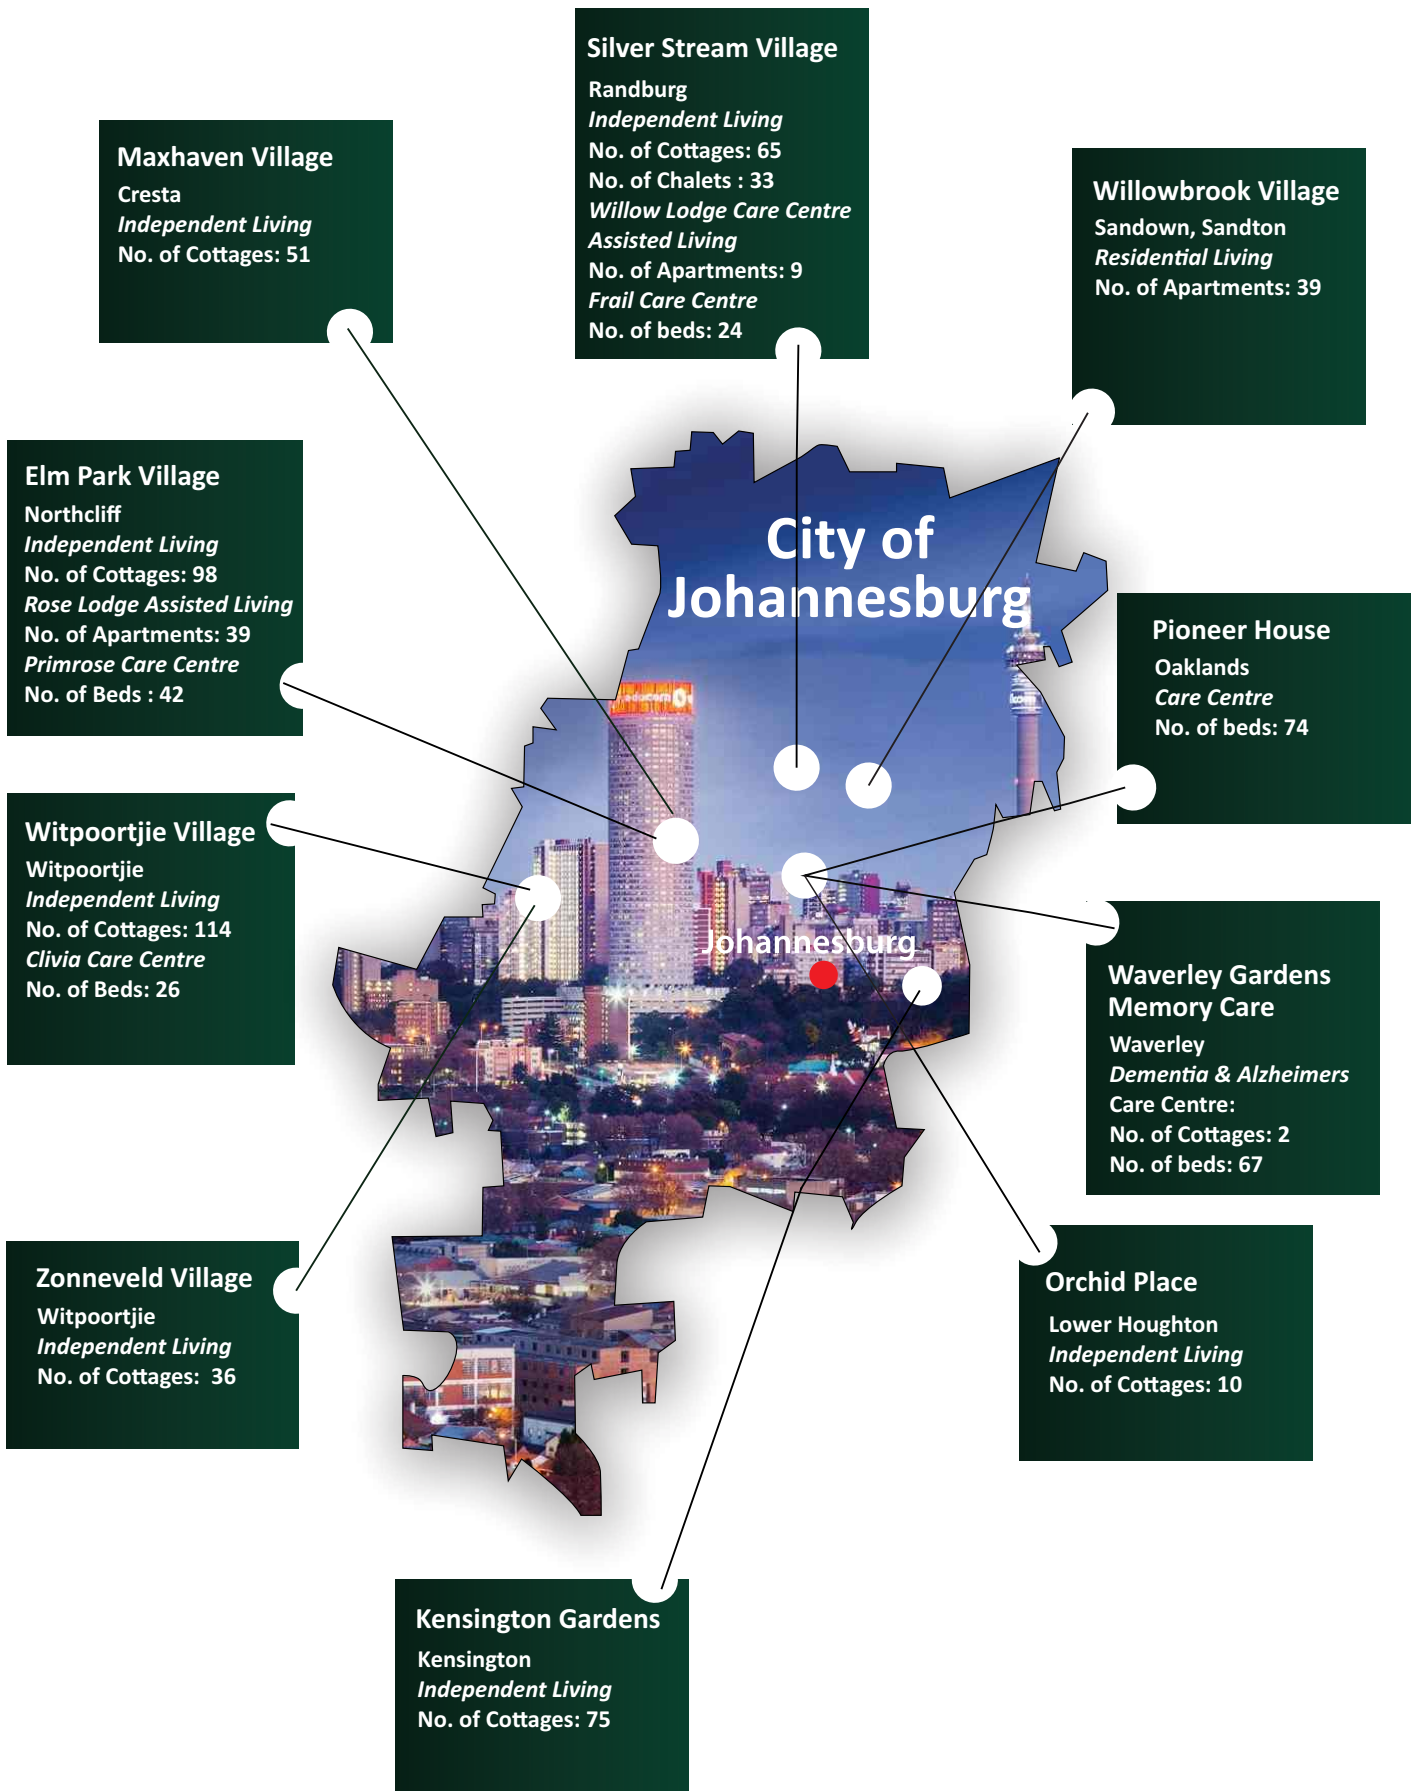 Silver Stream Village
Randburg
Independent Living
No. of Cottages: 65
No. of Chalets : 33
Willow Lodge Care Centre
Assisted Living
No. of Apartments: 9
Frail Care Centre
No. of beds: 24
Maxhaven Village
Cresta
Independent Living
No. of Cottages: 51
Willowbrook Village
Sandown, Sandton
Residential Living
No. of Apartments: 39
Elm Park Village
Northcliff
Independent Living
No. of Cottages: 98
Rose Lodge Assisted Living
No. of Apartments: 39
Primrose Care Centre
No. of Beds : 42
City of
Johannesburg
Pioneer House
Oaklands
Care Centre
No. of beds: 74
Witpoortjie Village
Witpoortjie
Independent Living
No. of Cottages: 114
Clivia Care Centre
No. of Beds: 26
Johannesburg
Waverley Gardens
Memory Care
Waverley
Dementia & Alzheimers
Care Centre:
No. of Cottages: 2
No. of beds: 67
Zonneveld Village
Witpoortjie
Independent Living
No. of Cottages:  36
Orchid Place
Lower Houghton
Independent Living
No. of Cottages: 10
Kensington Gardens
Kensington
Independent Living
No. of Cottages: 75